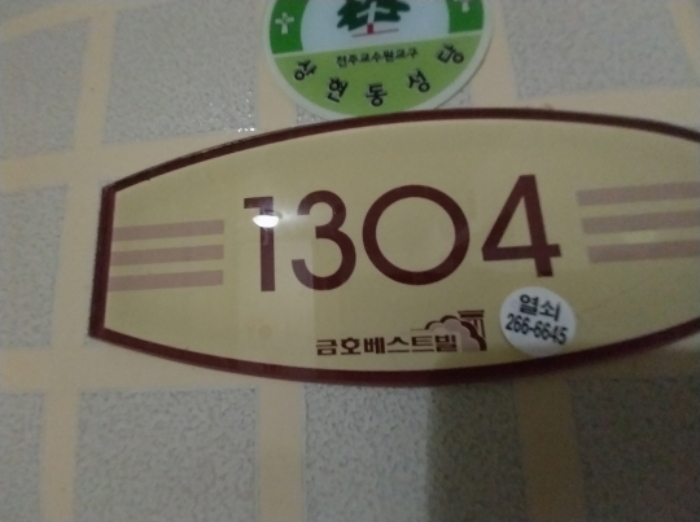 천주교수원교구
상현동성당
1304
열쇠
266-6645
금호베스트빌